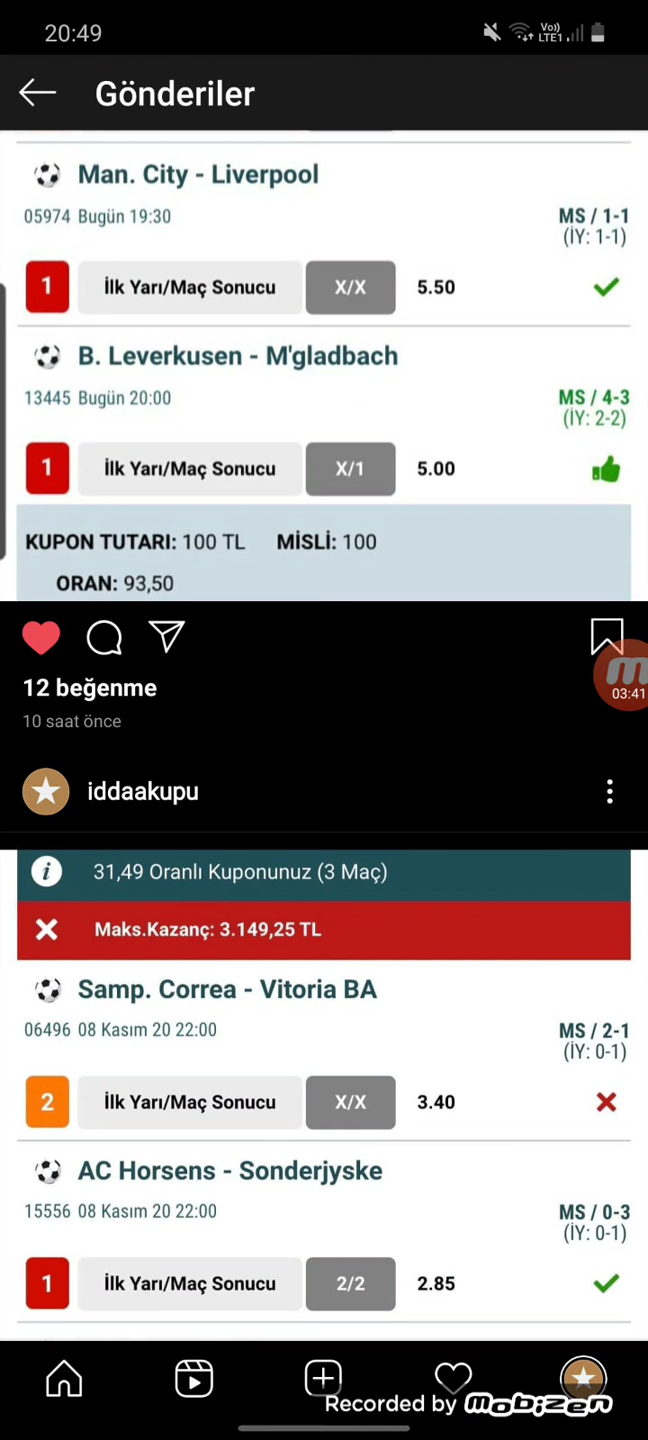 20:49
Vo))
LTE1
Gönderiler
Man. City - Liverpool
05974 Bugün 19:30
MS / 1-1
(İY: 1-1)
1 İlk Yarı/Maç Sonucu X/X 5.50
B. Leverkusen - M'gladbach
13445 Bugün 20:00
MS / 4-3
(İY: 2-2)
1 İlk Yarı/Maç Sonucu X/1 5.00
KUPON TUTARI: 100 TL MİSLİ: 100
ORAN: 93,50
03:41
12 beğenme
10 saat önce
iddaakupu
31,49 Oranlı Kuponunuz (3 Maç)
Maks.Kazanç: 3.149,25 TL
Samp. Correa - Vitoria BA
06496 08 Kasım 20 22:00
MS / 2-1
(İY: 0-1)
2 İlk Yarı/Maç Sonucu X/X 3.40
AC Horsens - Sonderjyske
15556 08 Kasım 20 22:00
MS / 0-3
(İY: 0-1)
1 İlk Yarı/Maç Sonucu 2/2 2.85
Recorded by Mobizen